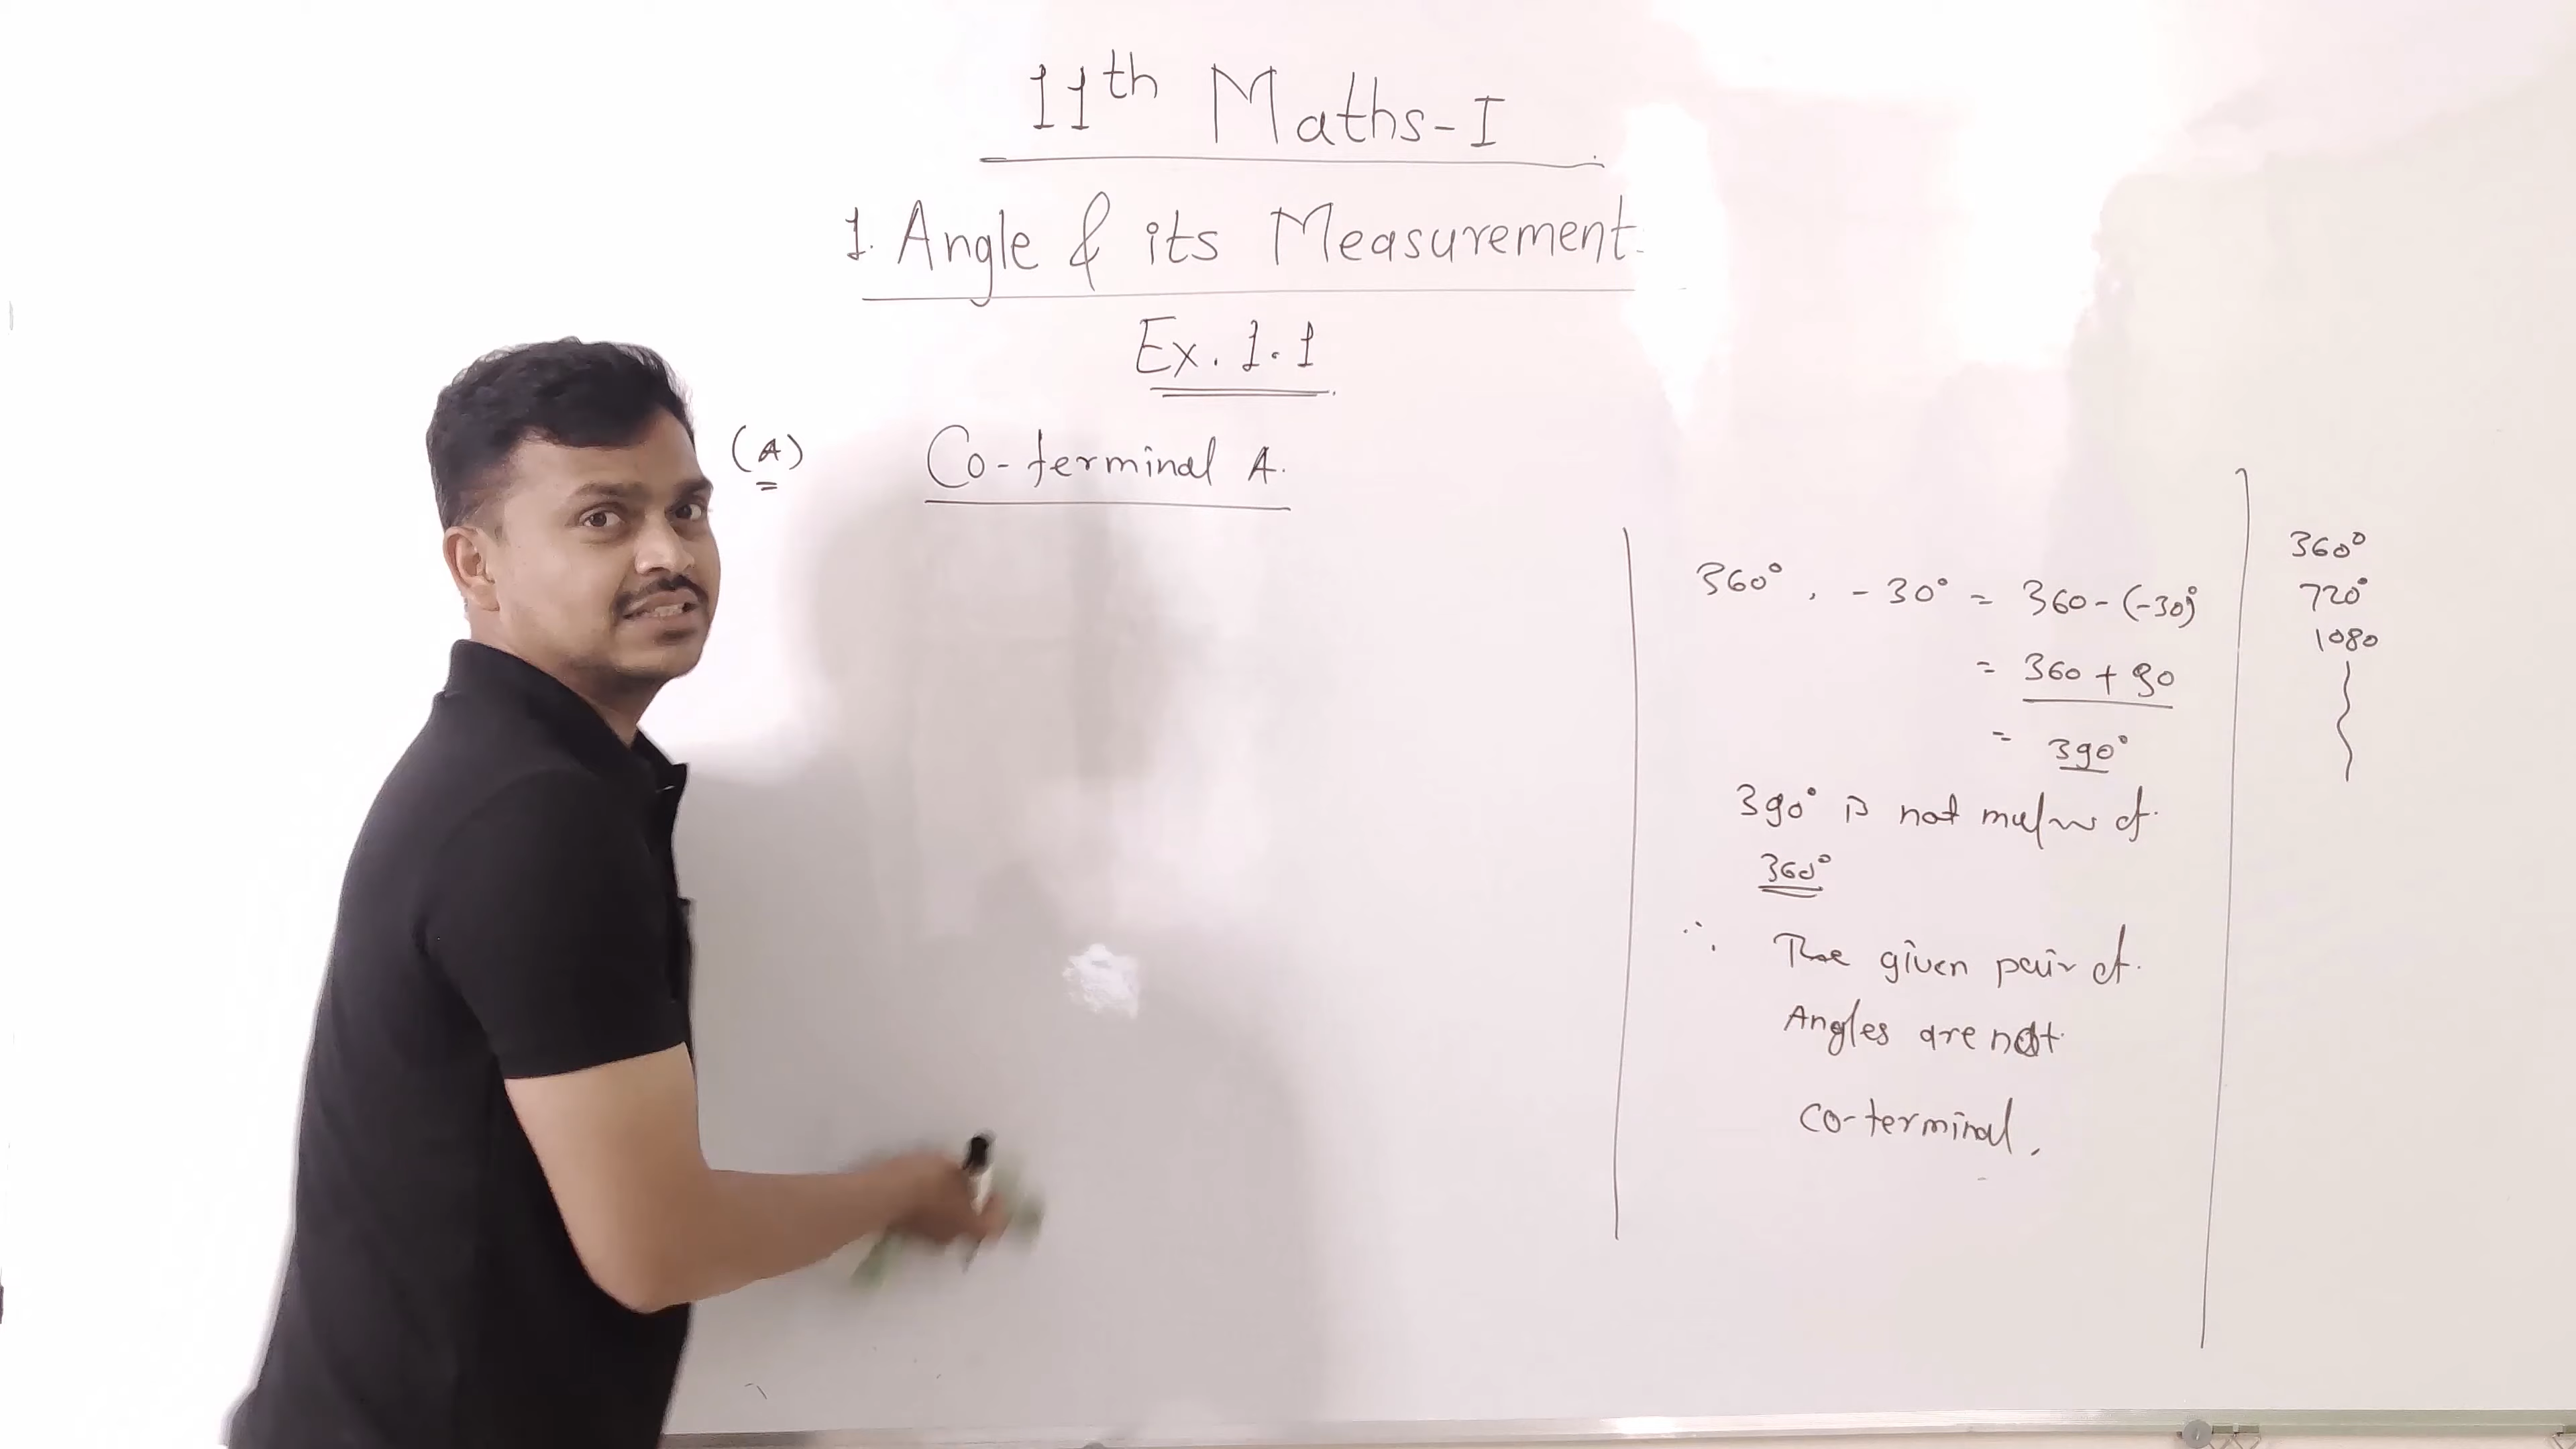 11th Maths-I
1. Angle & its Measurement
Ex. 1.1
(A) Co-terminal A.
360°, -30° = 360-(-30)°
= 360 + 30
= 390°
390° is not of
360°
∴ The given pair of
Angles are not
co-terminal.
360°
720°
1080